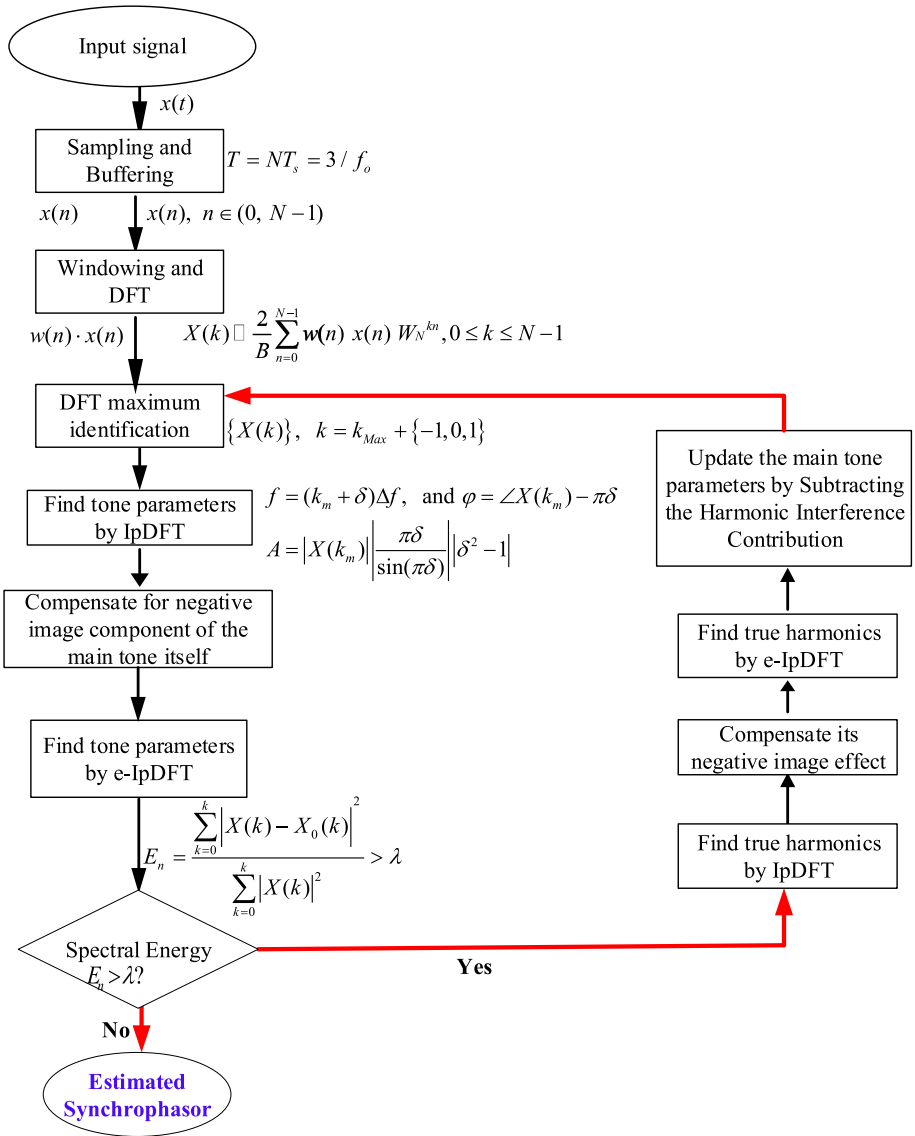 Input signal
x(t)
Sampling and
Buffering
T = NT_s = 3 / f_o
x(n)
x(n), n ∈ (0, N − 1)
Windowing and
DFT
w(n) · x(n)
X(k) □ 2/B ∑_{n=0}^{N−1} w(n) x(n) W_N^{kn}, 0 ≤ k ≤ N − 1
DFT maximum
identification
{X(k)}, k = k_{Max} + {−1,0,1}
Find tone parameters
by IpDFT
f = (k_m + δ)Δf, and φ = ∠X(k_m) − πδ
A = |X(k_m)| |πδ / sin(πδ)| |δ² − 1|
Compensate for negative
image component of the
main tone itself
Find tone parameters
by e-IpDFT
E_n = ∑_{k=0}^{k} |X(k) − X_0(k)|² / ∑_{k=0}^{k} |X(k)|² > λ
Spectral Energy
E_n > λ?
Yes
No
Estimated
Synchrophasor
Update the main tone
parameters by Subtracting
the Harmonic Interference
Contribution
Find true harmonics
by e-IpDFT
Compensate its
negative image effect
Find true harmonics
by IpDFT